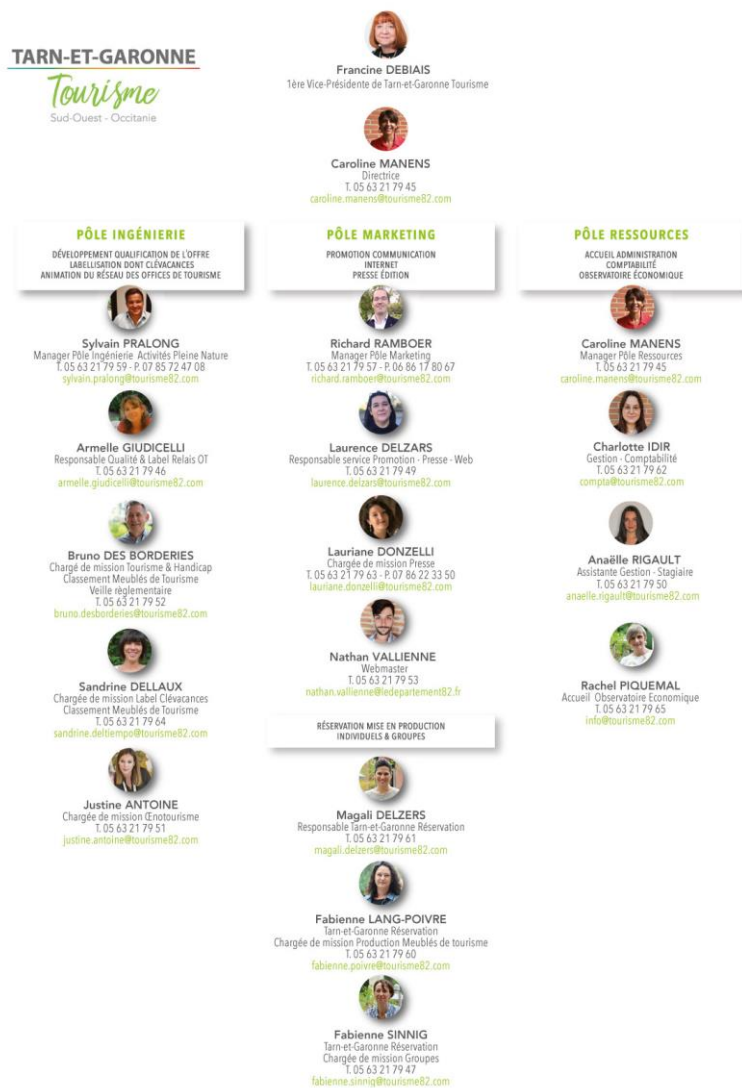 TARN-ET-GARONNE
Tourisme
Sud-Ouest - Occitanie
Francine DEBIAIS
1ère Vice-Présidente de Tarn-et-Garonne Tourisme
Caroline MANENS
Directrice
T. 05 63 21 79 45
caroline.manens@tourisme82.com
PÔLE INGÉNIERIE
DÉVELOPPEMENT QUALIFICATION DE L'OFFRE
LABELLISATION DONT CLÉVACANCES
ANIMATION DU RÉSEAU DES OFFICES DE TOURISME
Sylvain PRALONG
Manager Pôle Ingénierie Activités Pleine Nature
T. 05 63 21 79 59 - P. 07 85 72 47 08
sylvain.pralong@tourisme82.com
Armelle GIUDICELLI
Responsable Qualité & Label Relais OT
T. 05 63 21 79 46
armelle.giudicelli@tourisme82.com
Bruno DES BORDERIES
Chargé de mission Tourisme & Handicap
Classement Meublés de Tourisme
Veille règlementaire
T. 05 63 21 79 52
bruno.desborderies@tourisme82.com
Sandrine DELLAUX
Chargée de mission Label Clévacances
Classement Meublés de Tourisme
T. 05 63 21 79 64
sandrine.deltiempo@tourisme82.com
Justine ANTOINE
Chargée de mission Œnotourisme
T. 05 63 21 79 51
justine.antoine@tourisme82.com
PÔLE MARKETING
PROMOTION COMMUNICATION
INTERNET
PRESSE ÉDITION
Richard RAMBOER
Manager Pôle Marketing
T. 05 63 21 79 57 - P. 06 86 17 80 67
richard.ramboer@tourisme82.com
Laurence DELZARS
Responsable service Promotion - Presse - Web
T. 05 63 21 79 49
laurence.delzars@tourisme82.com
Lauriane DONZELLI
Chargée de mission Presse
T. 05 63 21 79 63 - P. 07 86 22 33 50
lauriane.donzelli@tourisme82.com
Nathan VALLIENNE
Webmaster
T. 05 63 21 79 53
nathan.vallienne@ledepartement82.fr
RÉSERVATION MISE EN PRODUCTION
INDIVIDUELS & GROUPES
Magali DELZERS
Responsable Tarn-et-Garonne Réservation
T. 05 63 21 79 61
magali.delzers@tourisme82.com
Fabienne LANG-POIVRE
Tarn-et-Garonne Réservation
Chargée de mission Production Meublés de tourisme
T. 05 63 21 79 60
fabienne.poivre@tourisme82.com
Fabienne SINNIG
Tarn-et-Garonne Réservation
Chargée de mission Groupes
T. 05 63 21 79 47
fabienne.sinnig@tourisme82.com
PÔLE RESSOURCES
ACCUEIL ADMINISTRATION
COMPTABILITÉ
OBSERVATOIRE ÉCONOMIQUE
Caroline MANENS
Manager Pôle Ressources
T. 05 63 21 79 45
caroline.manens@tourisme82.com
Charlotte IDIR
Gestion - Comptabilité
T. 05 63 21 79 62
compta@tourisme82.com
Anaëlle RIGAULT
Assistante Gestion - Stagiaire
T. 05 63 21 79 50
anaelle.rigault@tourisme82.com
Rachel PIQUEMAL
Accueil Observatoire Economique
T. 05 63 21 79 65
info@tourisme82.com